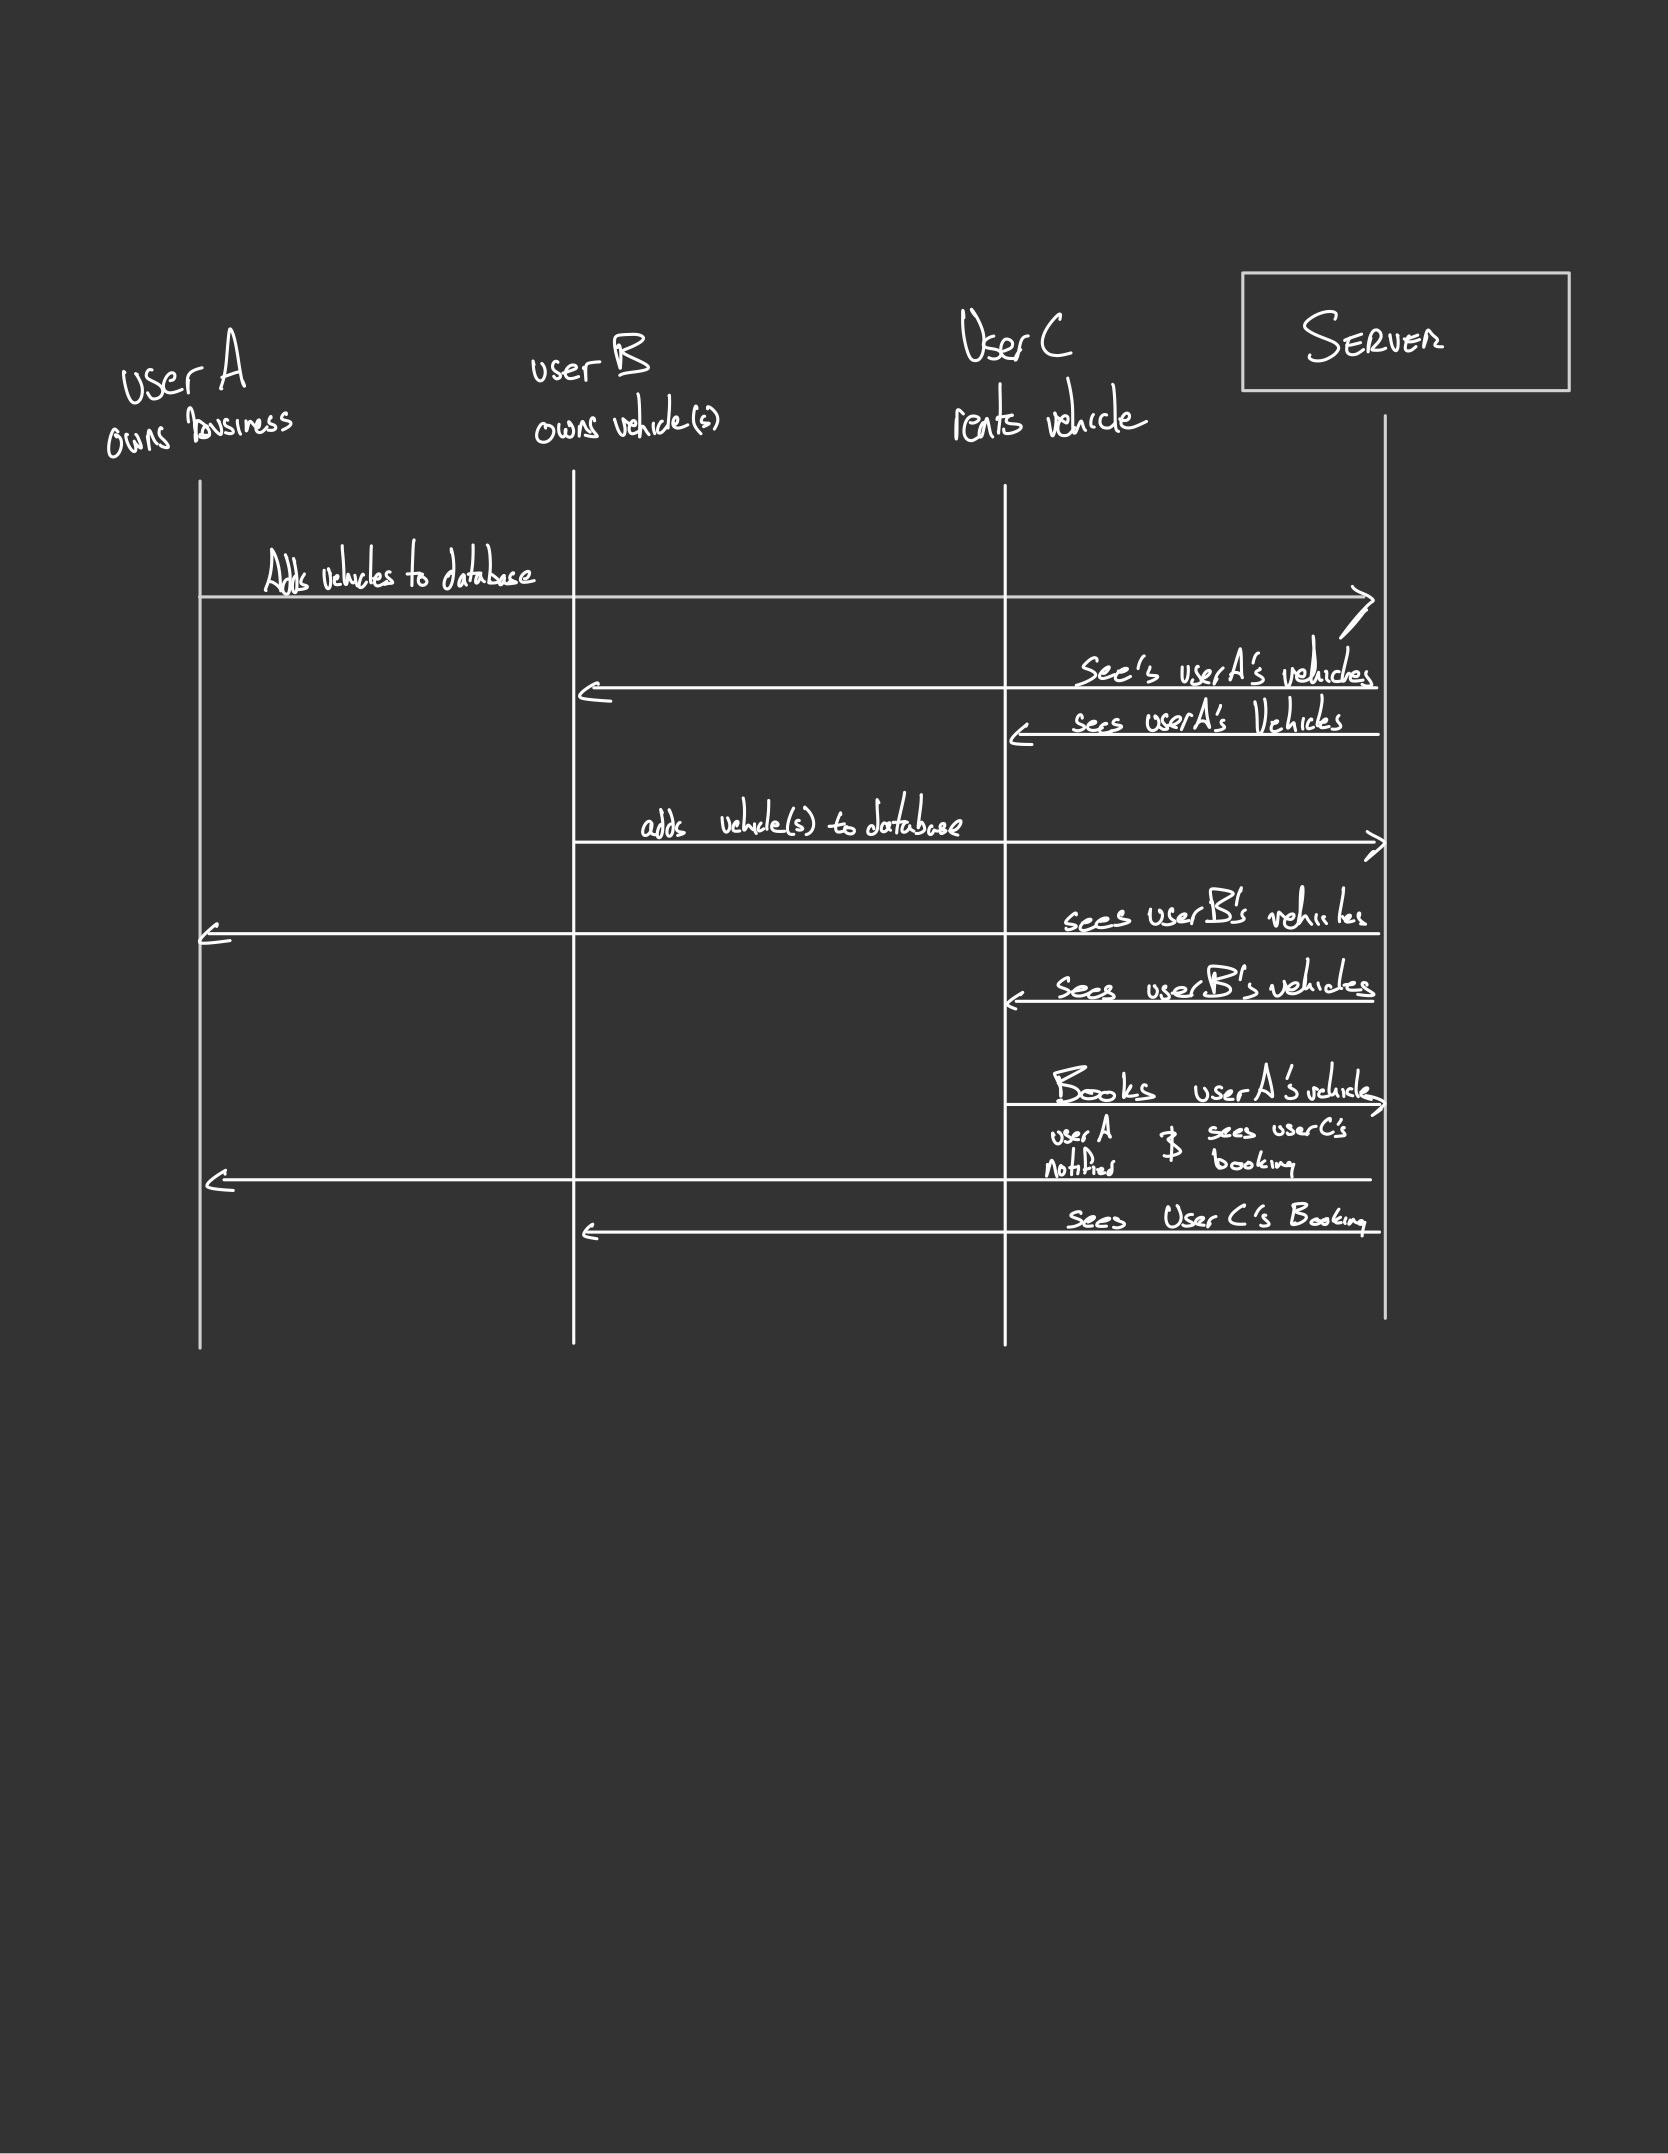 User A
owns business
user B
owns vehicle(s)
User C
rents vehicle
SERVER
Adds vehicles to database
See's userA's vehicles
sees userA's Vehicles
adds vehicle(s) to database
sees userB's vehicles
sees userB's vehicles
Books userA's vehicle
userA notified $ sees userC's booking
sees User C's Booking